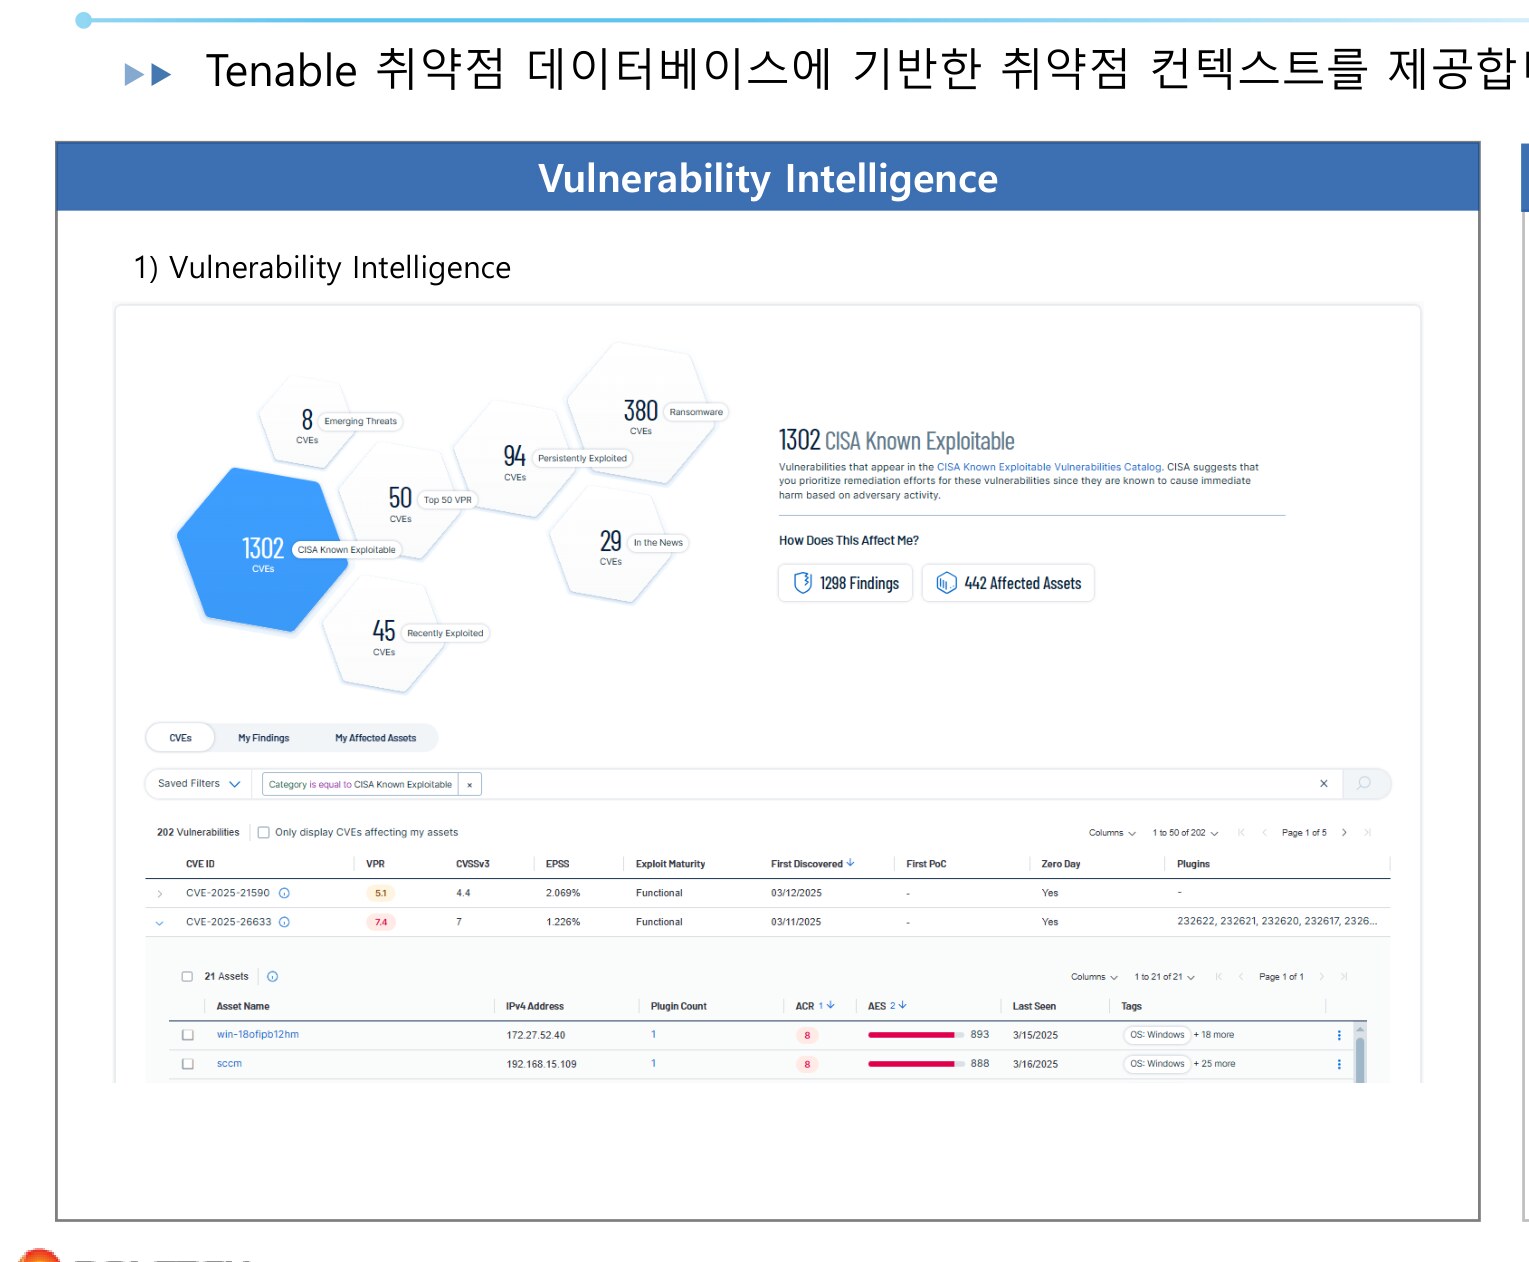 Tenable 취약점 데이터베이스에 기반한 취약점 컨텍스트를 제공합
Vulnerability Intelligence
1) Vulnerability Intelligence
8 CVEs Emerging Threats
380 CVEs Ransomware
94 CVEs Persistently Exploited
50 CVEs Top 50 VPR
1302 CVEs CISA Known Exploitable
29 CVEs In the News
45 CVEs Recently Exploited
1302 CISA Known Exploitable
Vulnerabilities that appear in the CISA Known Exploitable Vulnerabilities Catalog. CISA suggests that
you prioritize remediation efforts for these vulnerabilities since they are known to cause immediate
harm based on adversary activity.
How Does This Affect Me?
1298 Findings 442 Affected Assets
CVEs My Findings My Affected Assets
Saved Filters Category is equal to CISA Known Exploitable × ×
202 Vulnerabilities Only display CVEs affecting my assets Columns 1 to 50 of 202 Page 1 of 5
CVE ID VPR CVSSv3 EPSS Exploit Maturity First Discovered First PoC Zero Day Plugins
CVE-2025-21590 5.1 4.4 2.069% Functional 03/12/2025 - Yes -
CVE-2025-26633 7.4 7 1.226% Functional 03/11/2025 - Yes 232622, 232621, 232620, 232617, 2326...
21 Assets Columns 1 to 21 of 21 Page 1 of 1
Asset Name IPv4 Address Plugin Count ACR 1 AES 2 Last Seen Tags
win-18ofipb12hm 172.27.52.40 1 8 893 3/15/2025 OS: Windows + 18 more
sccm 192.168.15.109 1 8 888 3/16/2025 OS: Windows + 25 more